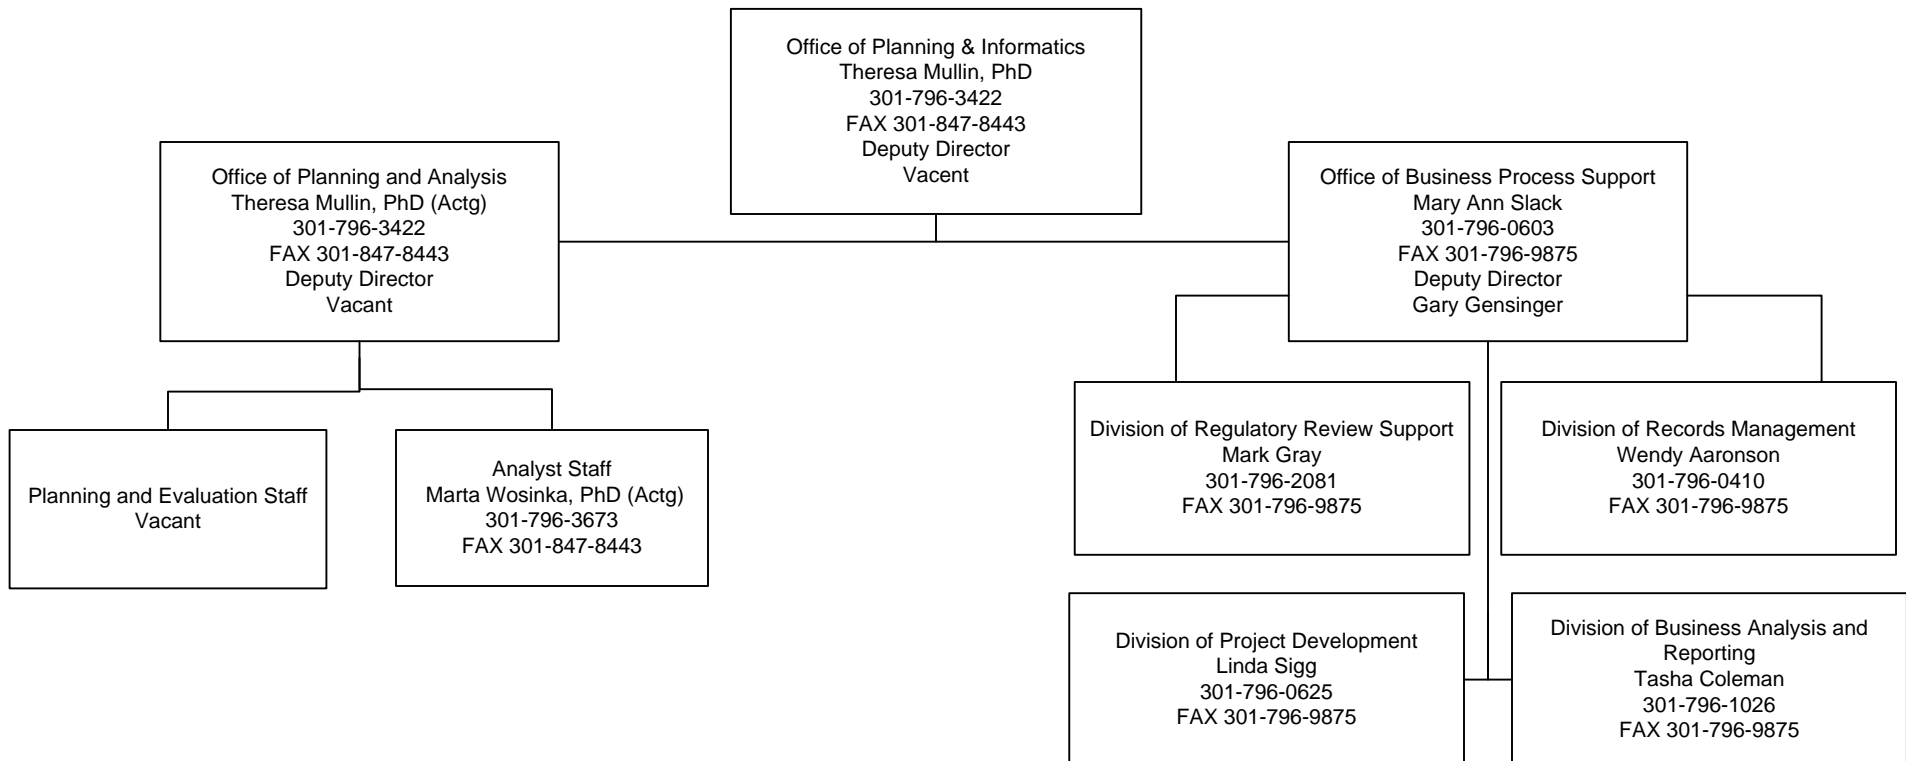 Office of Planning & Informatics
Theresa Mullin, PhD
301-796-3422
FAX 301-847-8443
Deputy Director
Vacent
Office of Planning and Analysis
Theresa Mullin, PhD (Actg)
301-796-3422
FAX 301-847-8443
Deputy Director
Vacant
Office of Business Process Support
Mary Ann Slack
301-796-0603
FAX 301-796-9875
Deputy Director
Gary Gensinger
Planning and Evaluation Staff
Vacant
Analyst Staff
Marta Wosinka, PhD (Actg)
301-796-3673
FAX 301-847-8443
Division of Regulatory Review Support
Mark Gray
301-796-2081
FAX 301-796-9875
Division of Records Management
Wendy Aaronson
301-796-0410
FAX 301-796-9875
Division of Project Development
Linda Sigg
301-796-0625
FAX 301-796-9875
Division of Business Analysis and
Reporting
Tasha Coleman
301-796-1026
FAX 301-796-9875